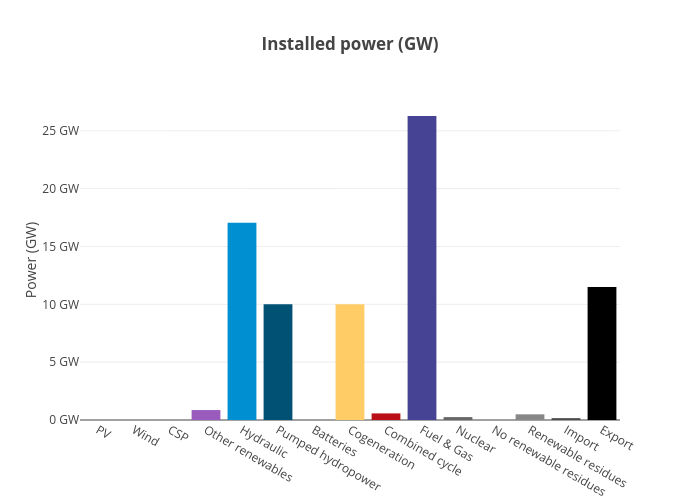 Installed power (GW)
Power (GW)
25 GW
20 GW
15 GW
10 GW
5 GW
0 GW
PV
Wind
CSP
Other renewables
Hydraulic
Pumped hydropower
Batteries
Cogeneration
Combined cycle
Fuel & Gas
Nuclear
No renewable residues
Renewable residues
Import
Export